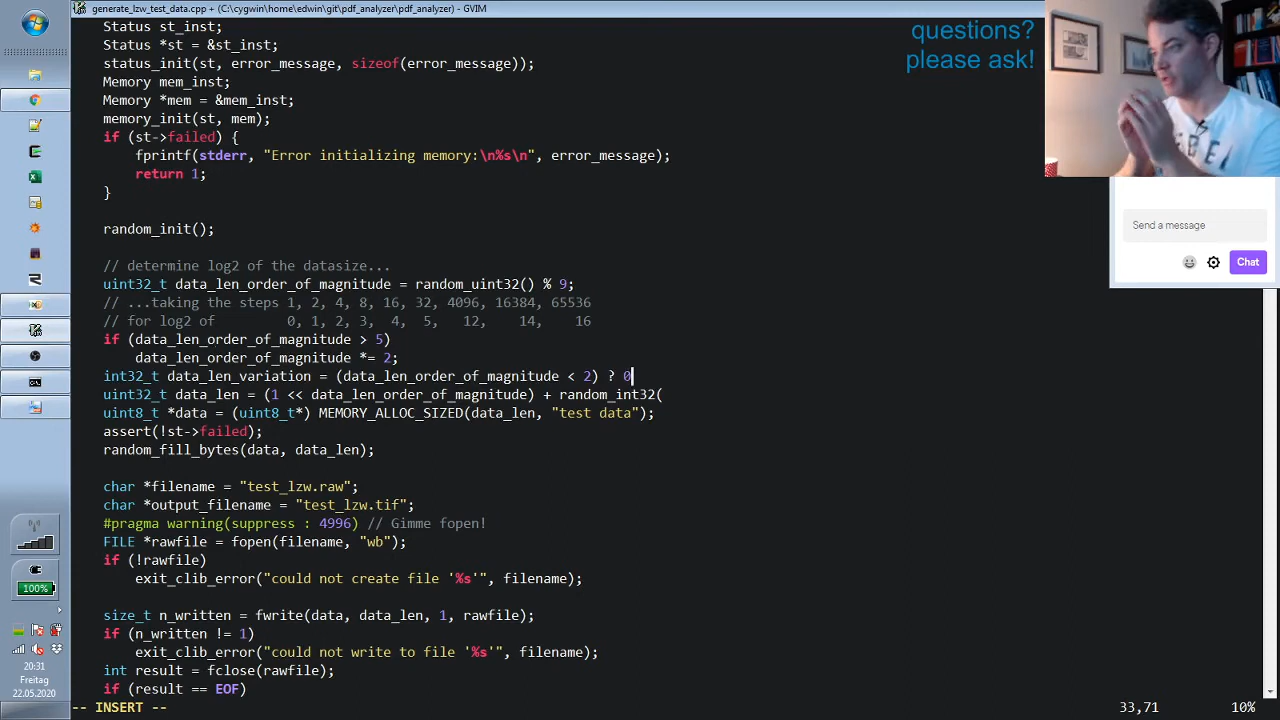 generate_lzw_test_data.cpp + (C:\cygwin\home\edwin\git\pdf_analyzer\pdf_analyzer) - GVIM
Status st_inst;
Status *st = &st_inst;
status_init(st, error_message, sizeof(error_message));
Memory mem_inst;
Memory *mem = &mem_inst;
memory_init(st, mem);
if (st->failed) {
fprintf(stderr, "Error initializing memory:\n%s\n", error_message);
return 1;
}
random_init();
// determine log2 of the datasize...
uint32_t data_len_order_of_magnitude = random_uint32() % 9;
// ...taking the steps 1, 2, 4, 8, 16, 32, 4096, 16384, 65536
// for log2 of 0, 1, 2, 3, 4, 5, 12, 14, 16
if (data_len_order_of_magnitude > 5)
data_len_order_of_magnitude *= 2;
int32_t data_len_variation = (data_len_order_of_magnitude < 2) ? 0
uint32_t data_len = (1 << data_len_order_of_magnitude) + random_int32(
uint8_t *data = (uint8_t*) MEMORY_ALLOC_SIZED(data_len, "test data");
assert(!st->failed);
random_fill_bytes(data, data_len);
char *filename = "test_lzw.raw";
char *output_filename = "test_lzw.tif";
#pragma warning(suppress : 4996) // Gimme fopen!
FILE *rawfile = fopen(filename, "wb");
if (!rawfile)
exit_clib_error("could not create file '%s'", filename);
size_t n_written = fwrite(data, data_len, 1, rawfile);
if (n_written != 1)
exit_clib_error("could not write to file '%s'", filename);
int result = fclose(rawfile);
if (result == EOF)
-- INSERT --
33,71
10%
questions?
please ask!
Send a message
Chat
100%
20:31
Freitag
22.05.2020